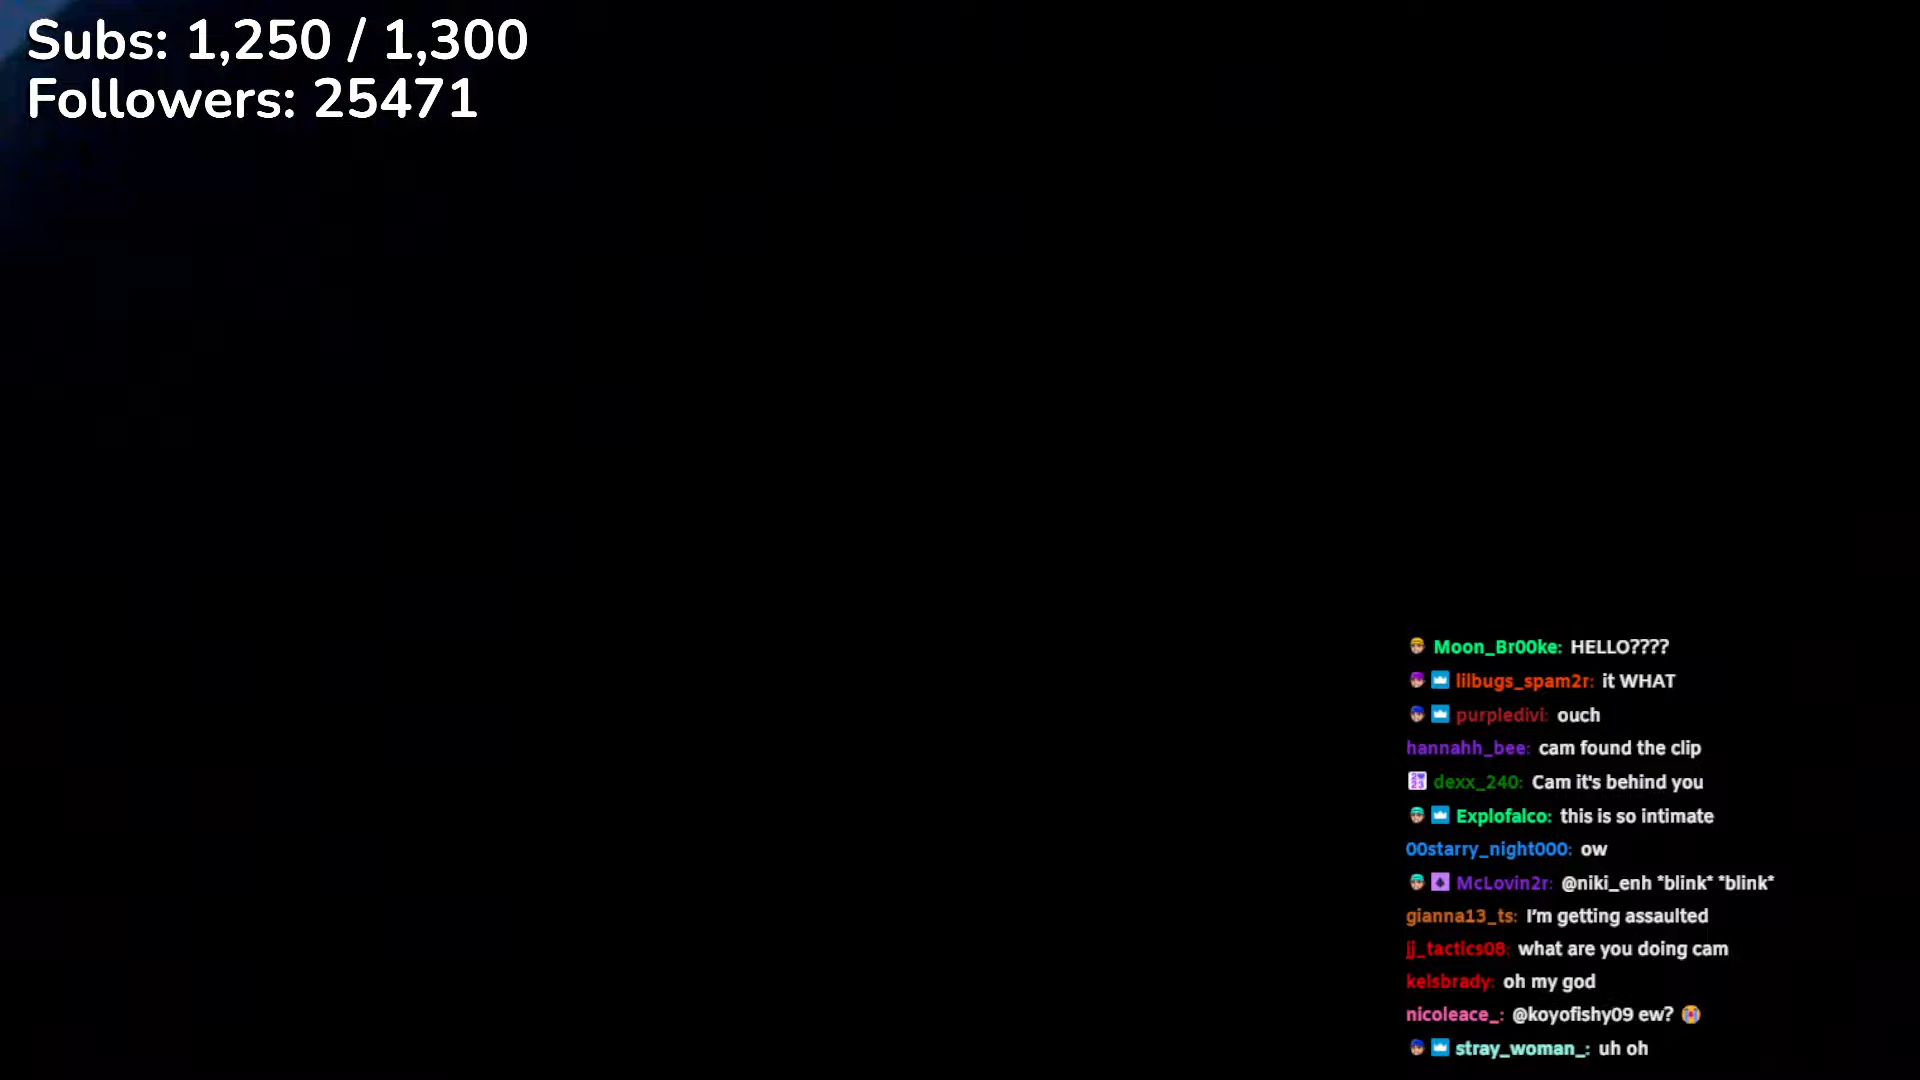 Subs: 1,250 / 1,300
Followers: 25471
Moon_Br00ke: HELLO????
lilbugs_spam2r: it WHAT
purpledivi: ouch
hannahh_bee: cam found the clip
dexx_240: Cam it's behind you
Explofalco: this is so intimate
00starry_night000: ow
McLovin2r: @niki_enh *blink* *blink*
gianna13_ts: I’m getting assaulted
jj_tactics08: what are you doing cam
kelsbrady: oh my god
nicoleace_: @koyofishy09 ew? 😭
stray_woman_: uh oh